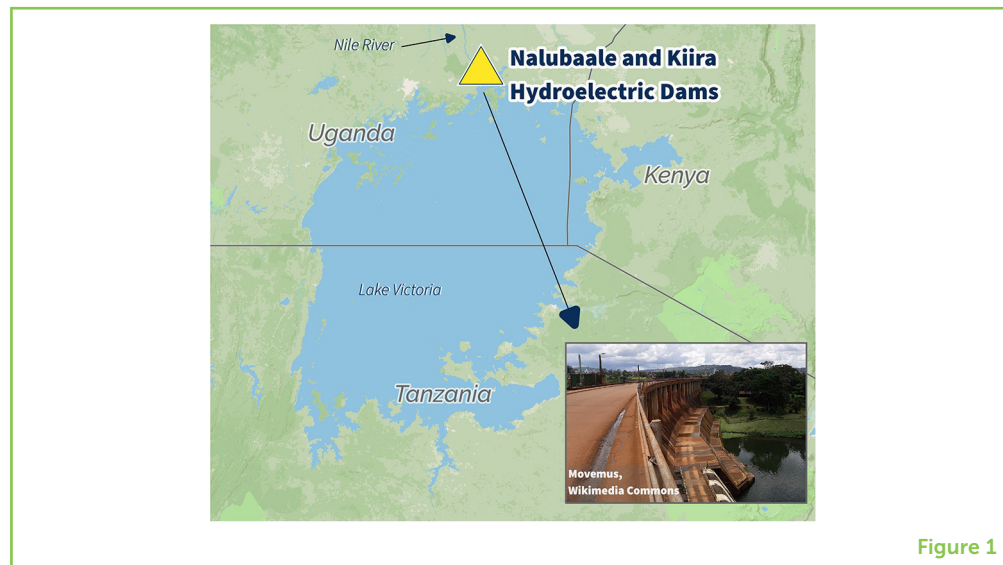 Nile River
Nalubaale and Kiira
Hydroelectric Dams
Uganda
Kenya
Lake Victoria
Tanzania
Movemus,
Wikimedia Commons
Figure 1